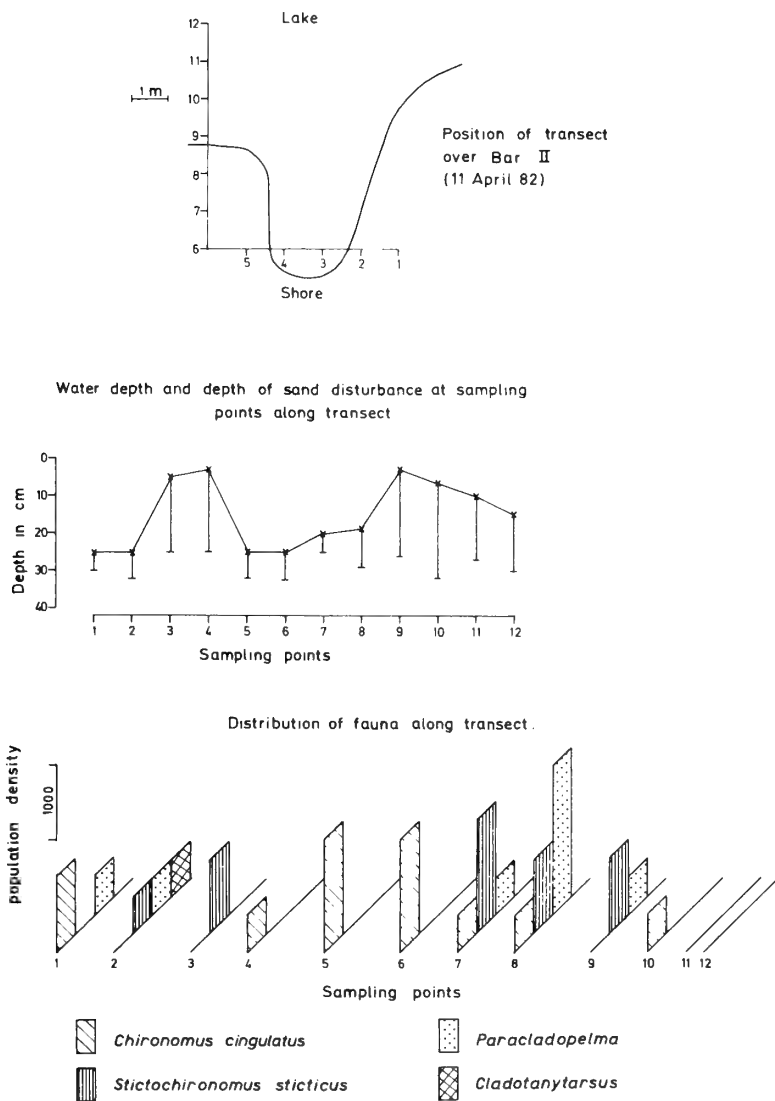 Lake
12
11
1 m
10
9
8
7
6
5 4 3 2 1
Shore
Position of transect
over Bar II
(11 April 82)
Water depth and depth of sand disturbance at sampling
points along transect
Depth in cm
0
10
20
30
40
1 2 3 4 5 6 7 8 9 10 11 12
Sampling points
Distribution of fauna along transect.
population density
1000
1 2 3 4 5 6 7 8 9 10 11 12
Sampling points
Chironomus cingulatus
Paracladopelma
Stictochironomus sticticus
Cladotanytarsus